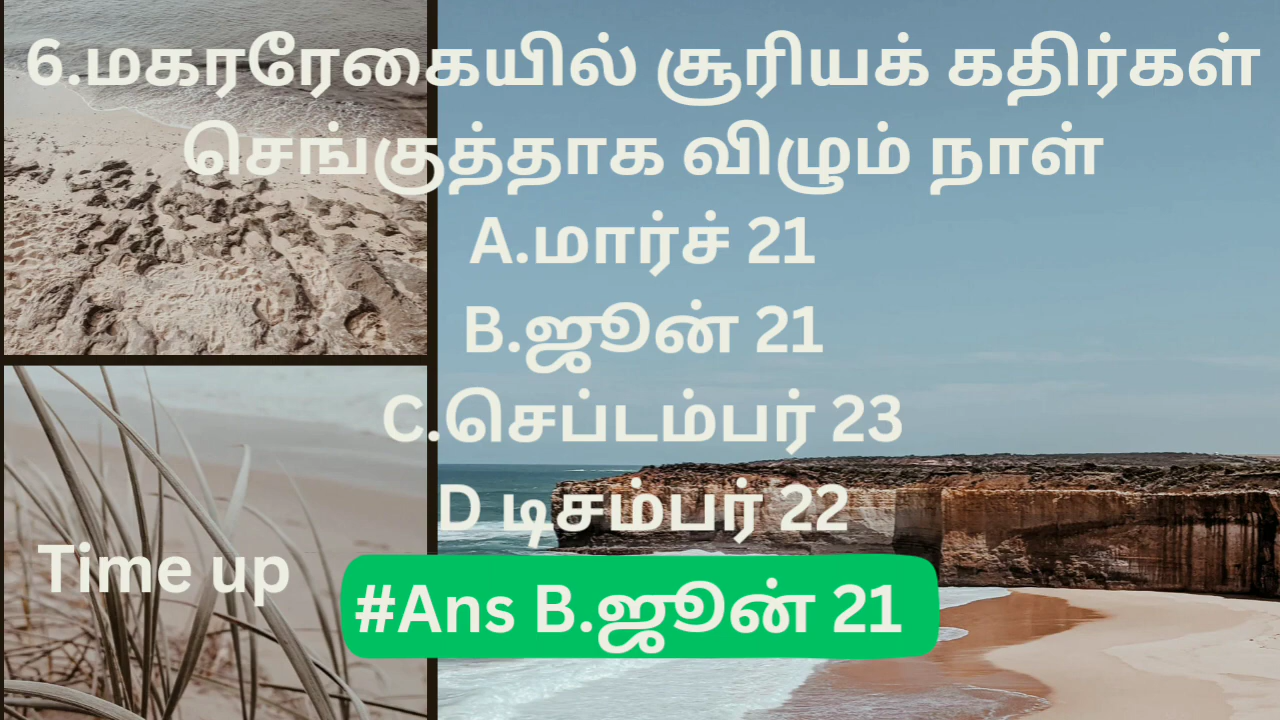 6.மகரரேகையில் சூரியக் கதிர்கள்
செங்குத்தாக விழும் நாள்
A.மார்ச் 21
B.ஜூன் 21
C.செப்டம்பர் 23
D டிசம்பர் 22
Time up
#Ans B.ஜூன் 21